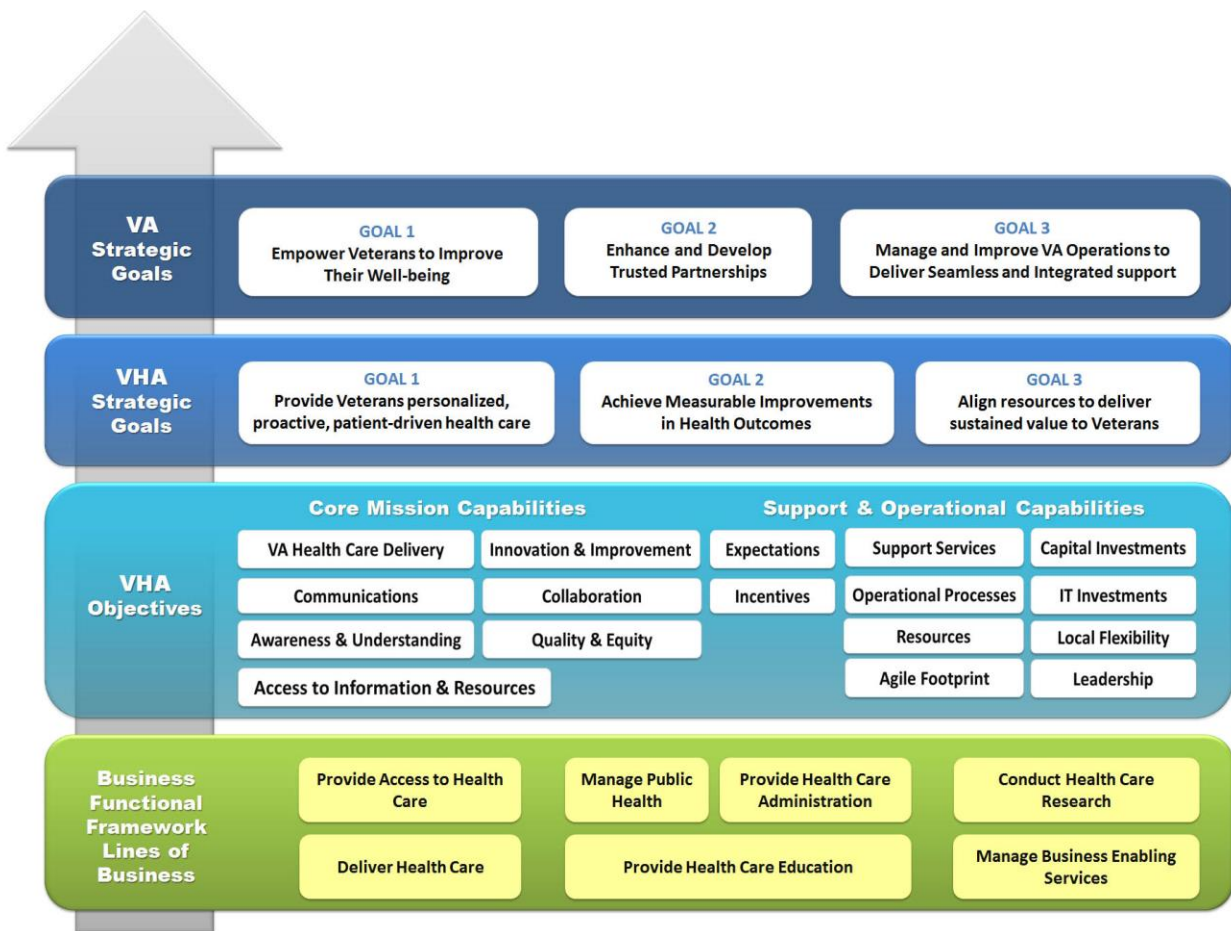 VA
Strategic
Goals
GOAL 1
Empower Veterans to Improve
Their Well-being
GOAL 2
Enhance and Develop
Trusted Partnerships
GOAL 3
Manage and Improve VA Operations to
Deliver Seamless and Integrated support
VHA
Strategic
Goals
GOAL 1
Provide Veterans personalized,
proactive, patient-driven health care
GOAL 2
Achieve Measurable Improvements
in Health Outcomes
GOAL 3
Align resources to deliver
sustained value to Veterans
VHA
Objectives
Core Mission Capabilities
VA Health Care Delivery
Innovation & Improvement
Communications
Collaboration
Awareness & Understanding
Quality & Equity
Access to Information & Resources
Support & Operational Capabilities
Expectations
Support Services
Capital Investments
Incentives
Operational Processes
IT Investments
Resources
Local Flexibility
Agile Footprint
Leadership
Business
Functional
Framework
Lines of
Business
Provide Access to Health
Care
Manage Public
Health
Provide Health Care
Administration
Conduct Health Care
Research
Deliver Health Care
Provide Health Care Education
Manage Business Enabling
Services